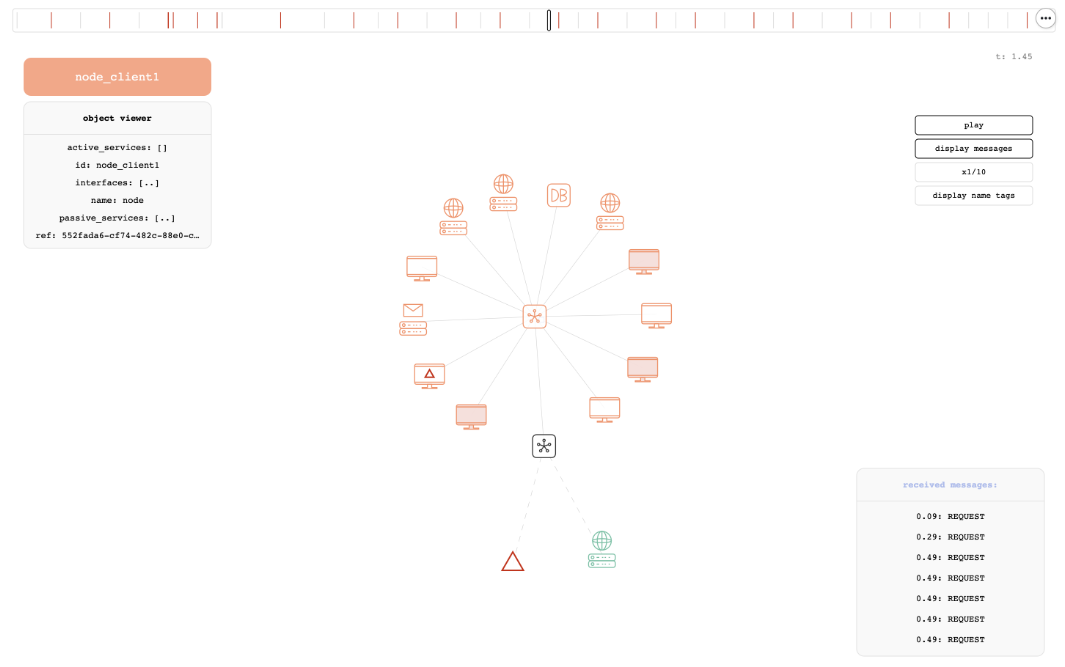 t: 1.45
node_client1
object viewer
active_services: []
id: node_client1
interfaces: [..]
name: node
passive_services: [..]
ref: 552fada6-cf74-482c-88e0-c…
play
display messages
x1/10
display name tags
DB
received messages:
0.09: REQUEST
0.29: REQUEST
0.49: REQUEST
0.49: REQUEST
0.49: REQUEST
0.49: REQUEST
0.49: REQUEST